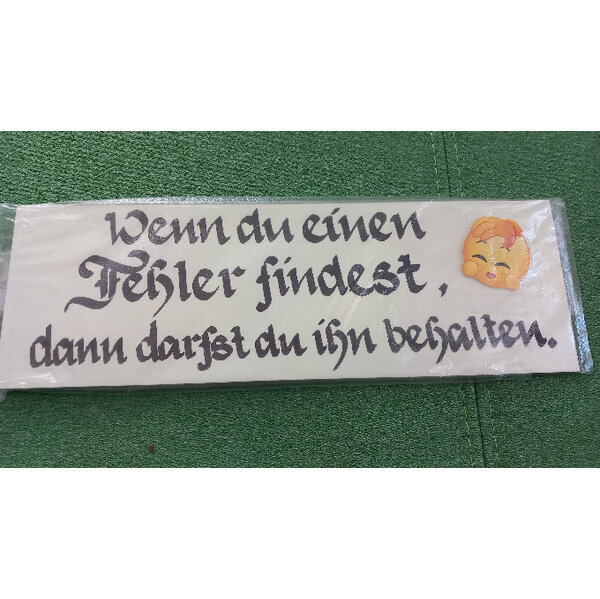 Wenn du einen
Fehler findest,
dann darfst du ihn behalten.